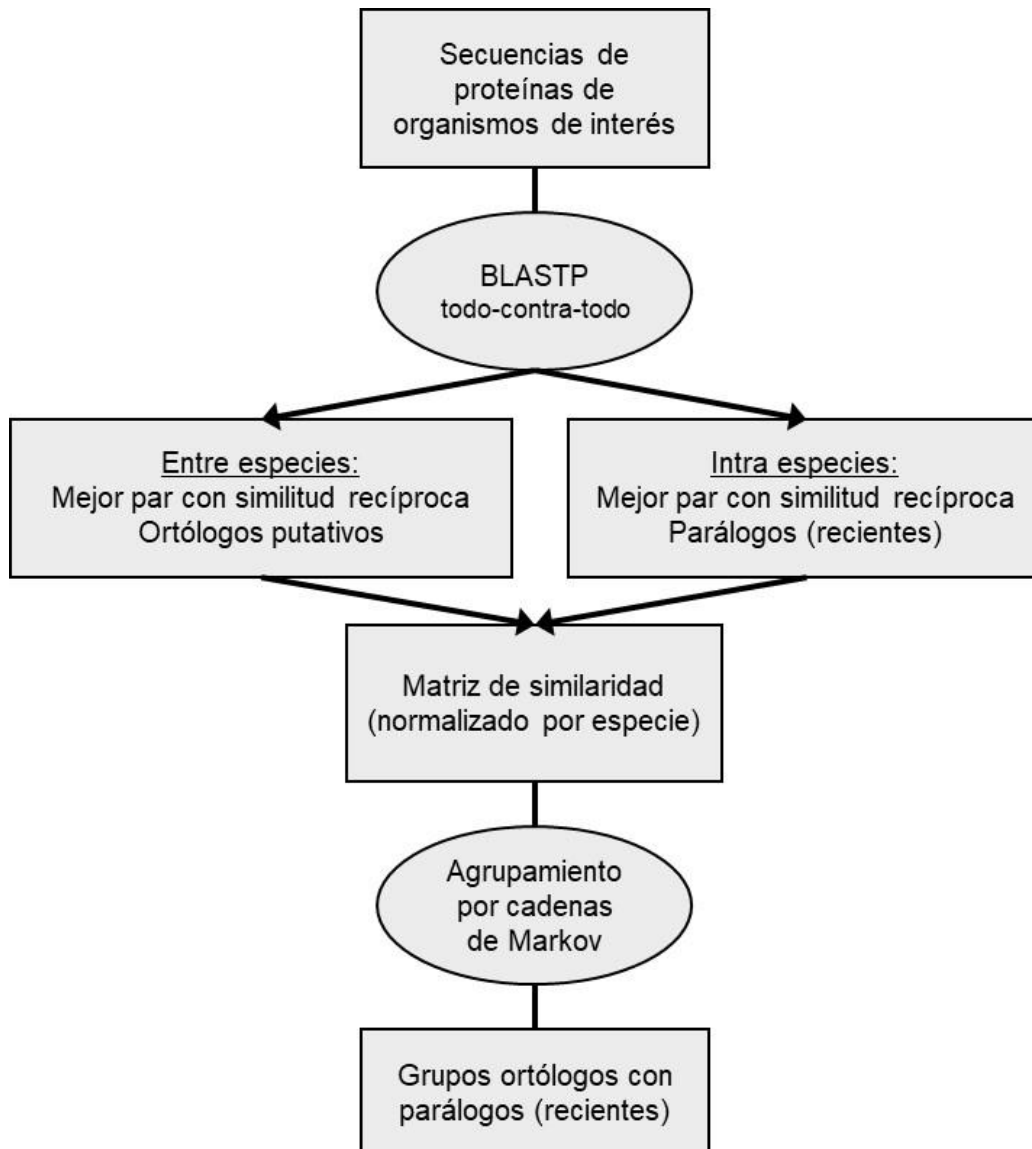 Secuencias de
proteínas de
organismos de interés
BLASTP
todo-contra-todo
Entre especies:
Mejor par con similitud recíproca
Ortólogos putativos
Intra especies:
Mejor par con similitud recíproca
Parálogos (recientes)
Matriz de similaridad
(normalizado por especie)
Agrupamiento
por cadenas
de Markov
Grupos ortólogos con
parálogos (recientes)